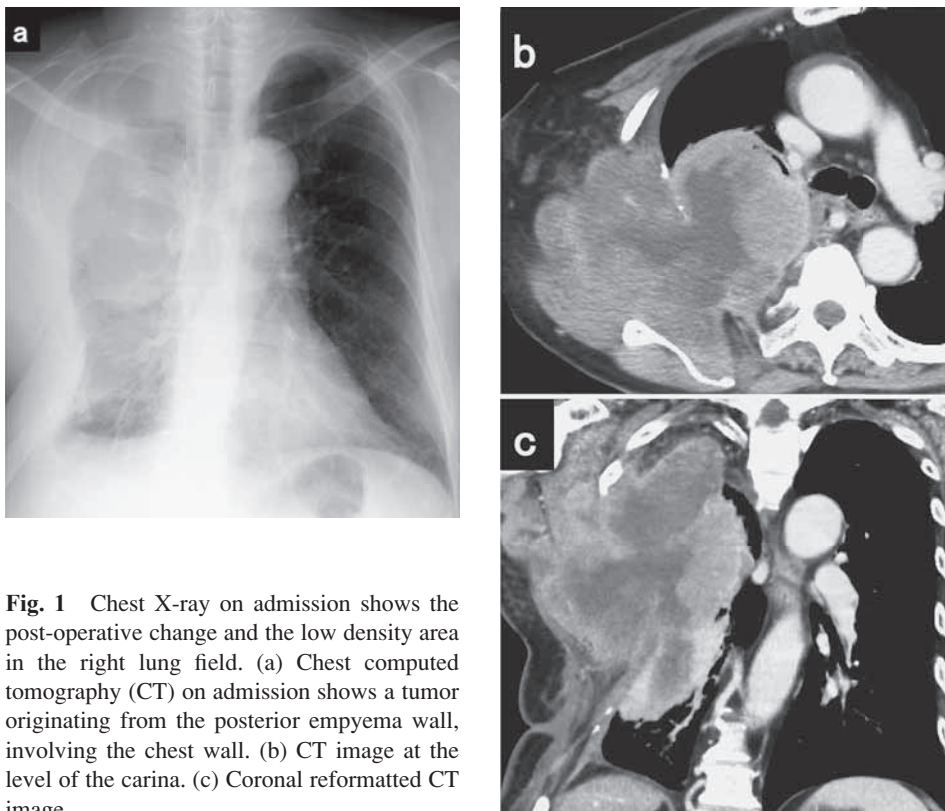 a
b
c
Fig. 1 Chest X-ray on admission shows the
post-operative change and the low density area
in the right lung field. (a) Chest computed
tomography (CT) on admission shows a tumor
originating from the posterior empyema wall,
involving the chest wall. (b) CT image at the
level of the carina. (c) Coronal reformatted CT
image.